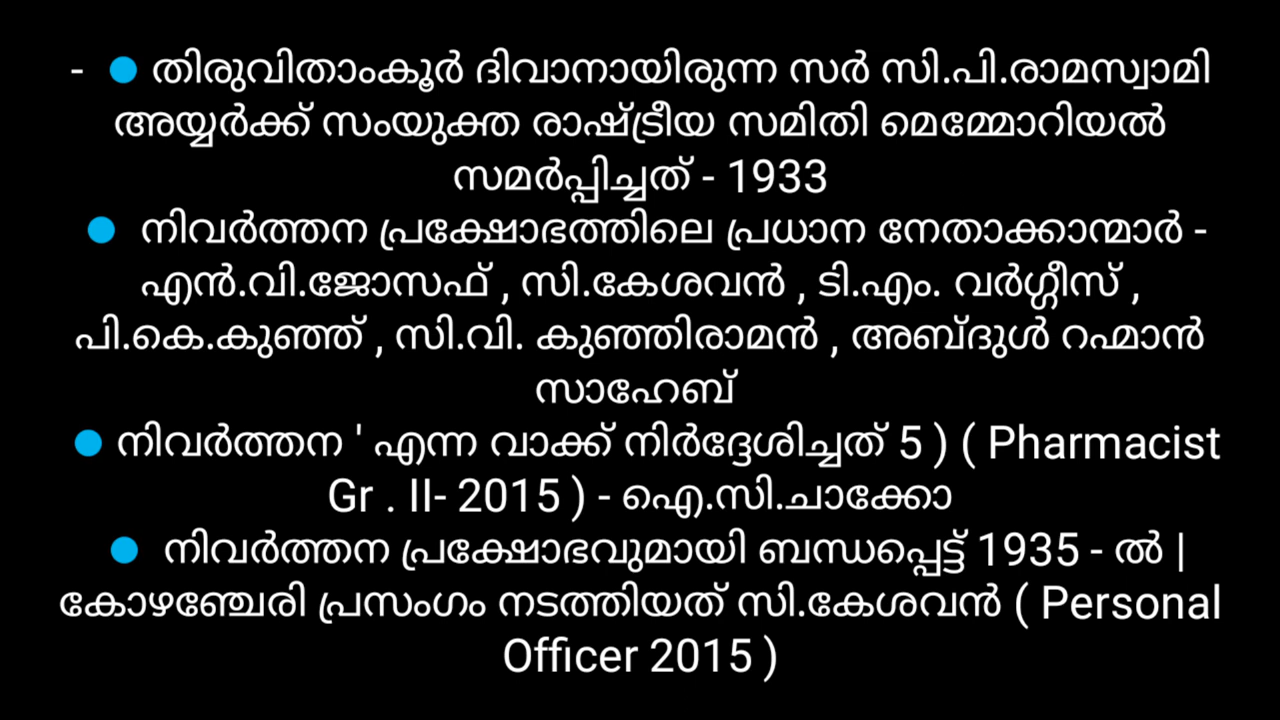 - ● തിരുവിതാംകൂർ ദിവാനായിരുന്ന സർ സി.പി.രാമസ്വാമി
അയ്യർക്ക് സംയുക്ത രാഷ്ട്രീയ സമിതി മെമ്മോറിയൽ
സമർപ്പിച്ചത് - 1933
● നിവർത്തന പ്രക്ഷോഭത്തിലെ പ്രധാന നേതാക്കാന്മാർ -
എൻ.വി.ജോസഫ് , സി.കേശവൻ , ടി.എം. വർഗ്ഗീസ് ,
പി.കെ.കുഞ്ഞ് , സി.വി. കുഞ്ഞിരാമൻ , അബ്ദുൾ റഹ്മാൻ
സാഹേബ്
● നിവർത്തന ' എന്ന വാക്ക് നിർദ്ദേശിച്ചത് 5 ) ( Pharmacist
Gr . II- 2015 ) - ഐ.സി.ചാക്കോ
● നിവർത്തന പ്രക്ഷോഭവുമായി ബന്ധപ്പെട്ട് 1935 - ൽ |
കോഴഞ്ചേരി പ്രസംഗം നടത്തിയത് സി.കേശവൻ ( Personal
Officer 2015 )